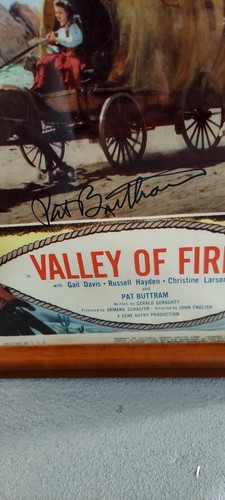 Pat Buttram
VALLEY OF FIR
with Gail Davis · Russell Hayden · Christine Larson
and
PAT BUTTRAM
Written by GERALD GERAGHTY
Produced by ARMAND SCHAEFER · Directed by JOHN ENGLISH
A GENE AUTRY PRODUCTION